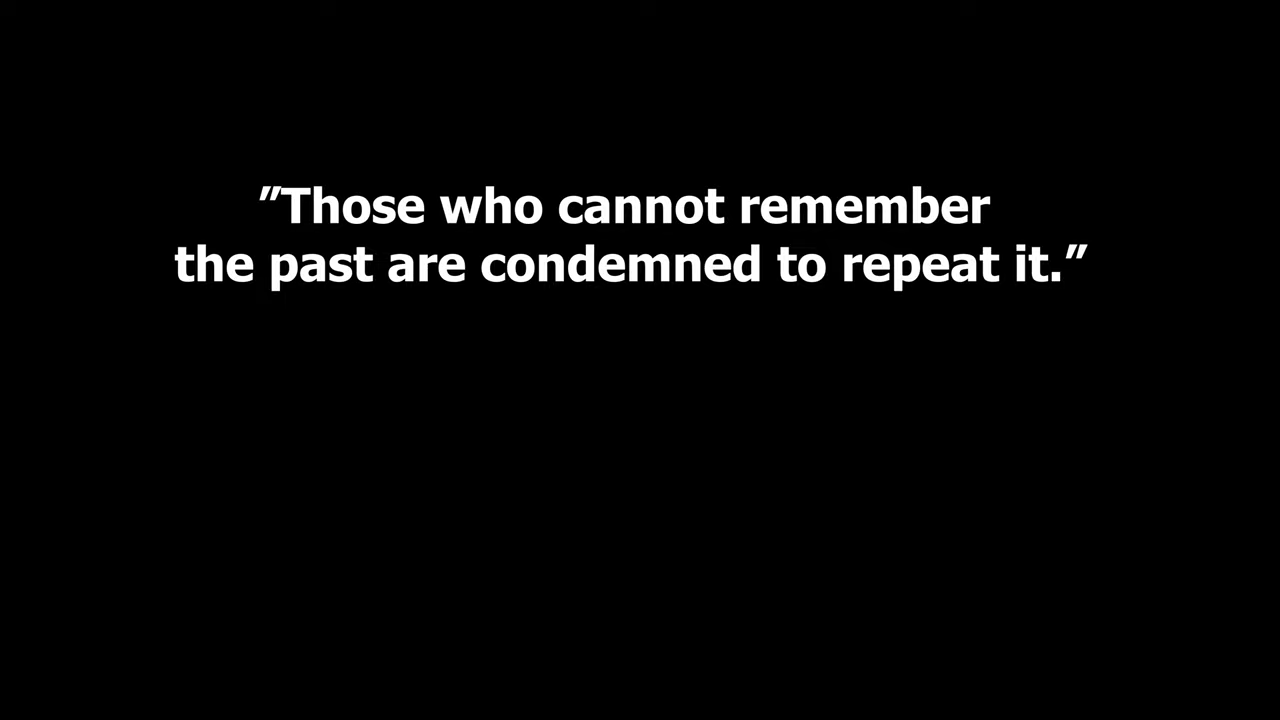 ”Those who cannot remember
the past are condemned to repeat it.”